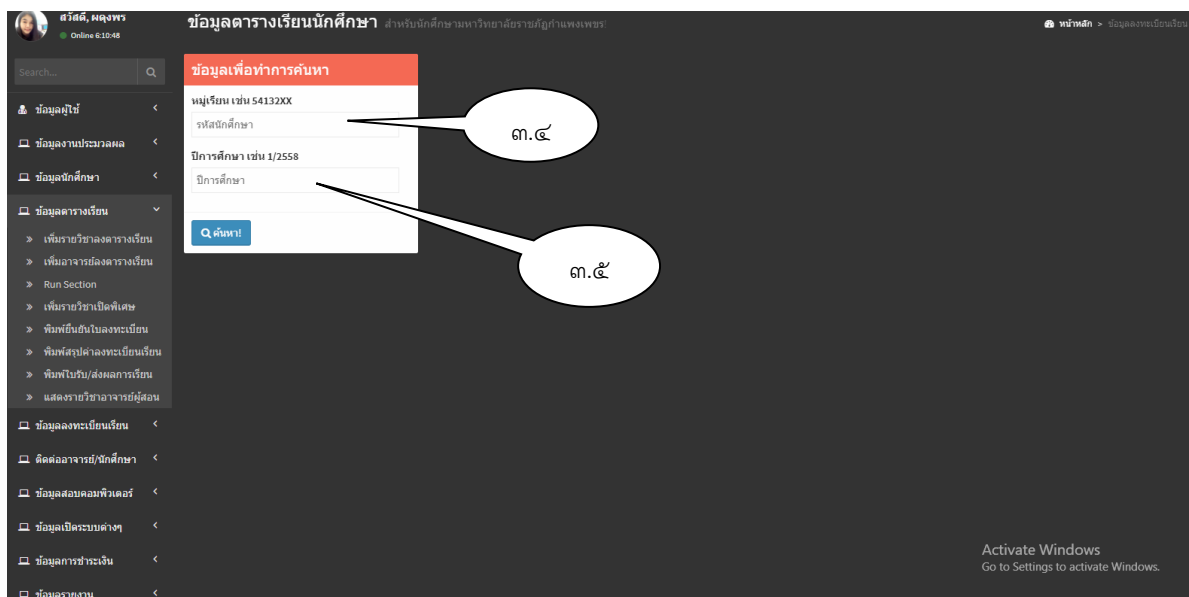 สวัสดี, ผดุงพร
Online 6:10:48
Search...
ข้อมูลผู้ใช้
ข้อมูลงานประมวลผล
ข้อมูลนักศึกษา
ข้อมูลตารางเรียน
เพิ่มรายวิชาลงตารางเรียน
เพิ่มอาจารย์ลงตารางเรียน
Run Section
เพิ่มรายวิชาเปิดพิเศษ
พิมพ์ยืนยันใบลงทะเบียน
พิมพ์สรุปค่าลงทะเบียนเรียน
พิมพ์ใบรับ/ส่งผลการเรียน
แสดงรายวิชาอาจารย์ผู้สอน
ข้อมูลลงทะเบียนเรียน
ติดต่ออาจารย์/นักศึกษา
ข้อมูลสอบคอมพิวเตอร์
ข้อมูลเปิดระบบต่างๆ
ข้อมูลการชำระเงิน
ข้อมูลรายงาน
ข้อมูลตารางเรียนนักศึกษา สำหรับนักศึกษามหาวิทยาลัยราชภัฏกำแพงเพชร!
หน้าหลัก > ข้อมูลลงทะเบียนเรียน
ข้อมูลเพื่อทำการค้นหา
หมู่เรียน เช่น 54132XX
รหัสนักศึกษา
๓.๔
ปีการศึกษา เช่น 1/2558
ปีการศึกษา
ค้นหา!
๓.๕
Activate Windows
Go to Settings to activate Windows.